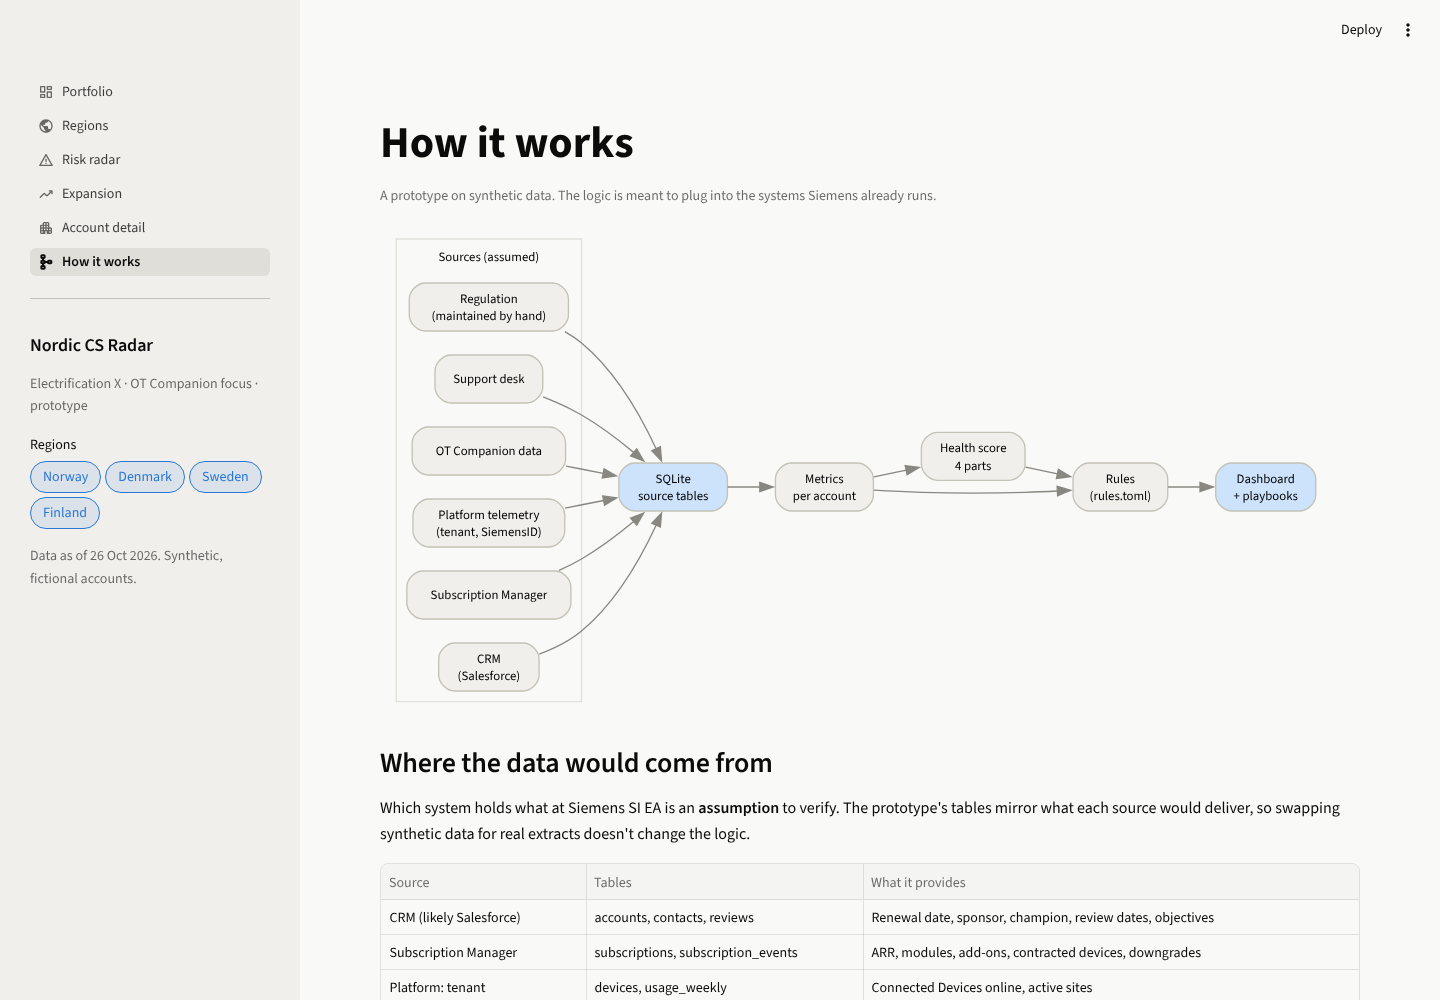 Deploy
Portfolio
Regions
Risk radar
Expansion
Account detail
How it works
Nordic CS Radar
Electrification X · OT Companion focus ·
prototype
Regions
Norway
Denmark
Sweden
Finland
Data as of 26 Oct 2026. Synthetic,
fictional accounts.
How it works
A prototype on synthetic data. The logic is meant to plug into the systems Siemens already runs.
Sources (assumed)
Regulation
(maintained by hand)
Support desk
OT Companion data
Platform telemetry
(tenant, SiemensID)
Subscription Manager
CRM
(Salesforce)
SQLite
source tables
Metrics
per account
Health score
4 parts
Rules
(rules.toml)
Dashboard
+ playbooks
Where the data would come from
Which system holds what at Siemens SI EA is an assumption to verify. The prototype's tables mirror what each source would deliver, so swapping
synthetic data for real extracts doesn't change the logic.
Source Tables What it provides
CRM (likely Salesforce) accounts, contacts, reviews Renewal date, sponsor, champion, review dates, objectives
Subscription Manager subscriptions, subscription_events ARR, modules, add-ons, contracted devices, downgrades
Platform: tenant devices, usage_weekly Connected Devices online, active sites